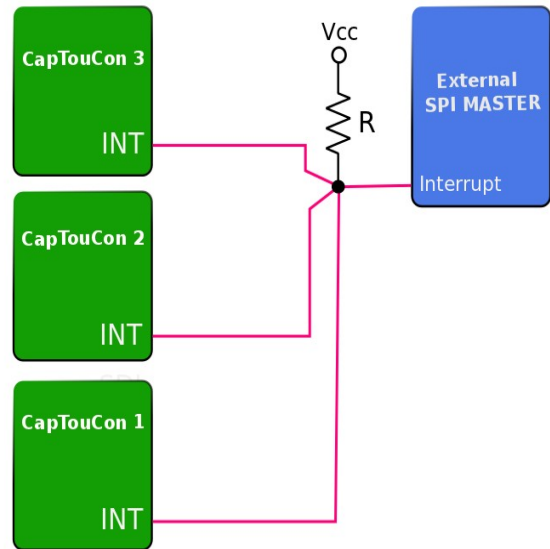 CapTouCon 3
INT
Vcc
R
External
SPI MASTER
Interrupt
CapTouCon 2
INT
CapTouCon 1
INT